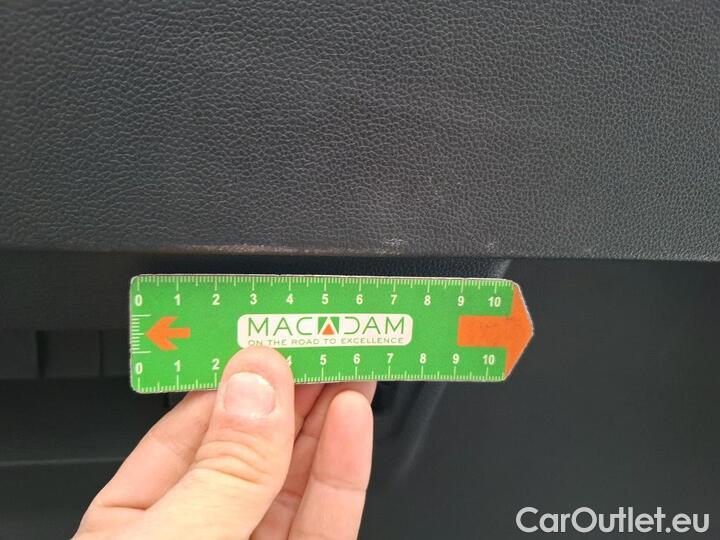 0 1 2 3 4 5 6 7 8 9 10
MACADAM
ON THE ROAD TO EXCELLENCE
0 1 2 4 5 6 7 8 9 10
CarOutlet.eu